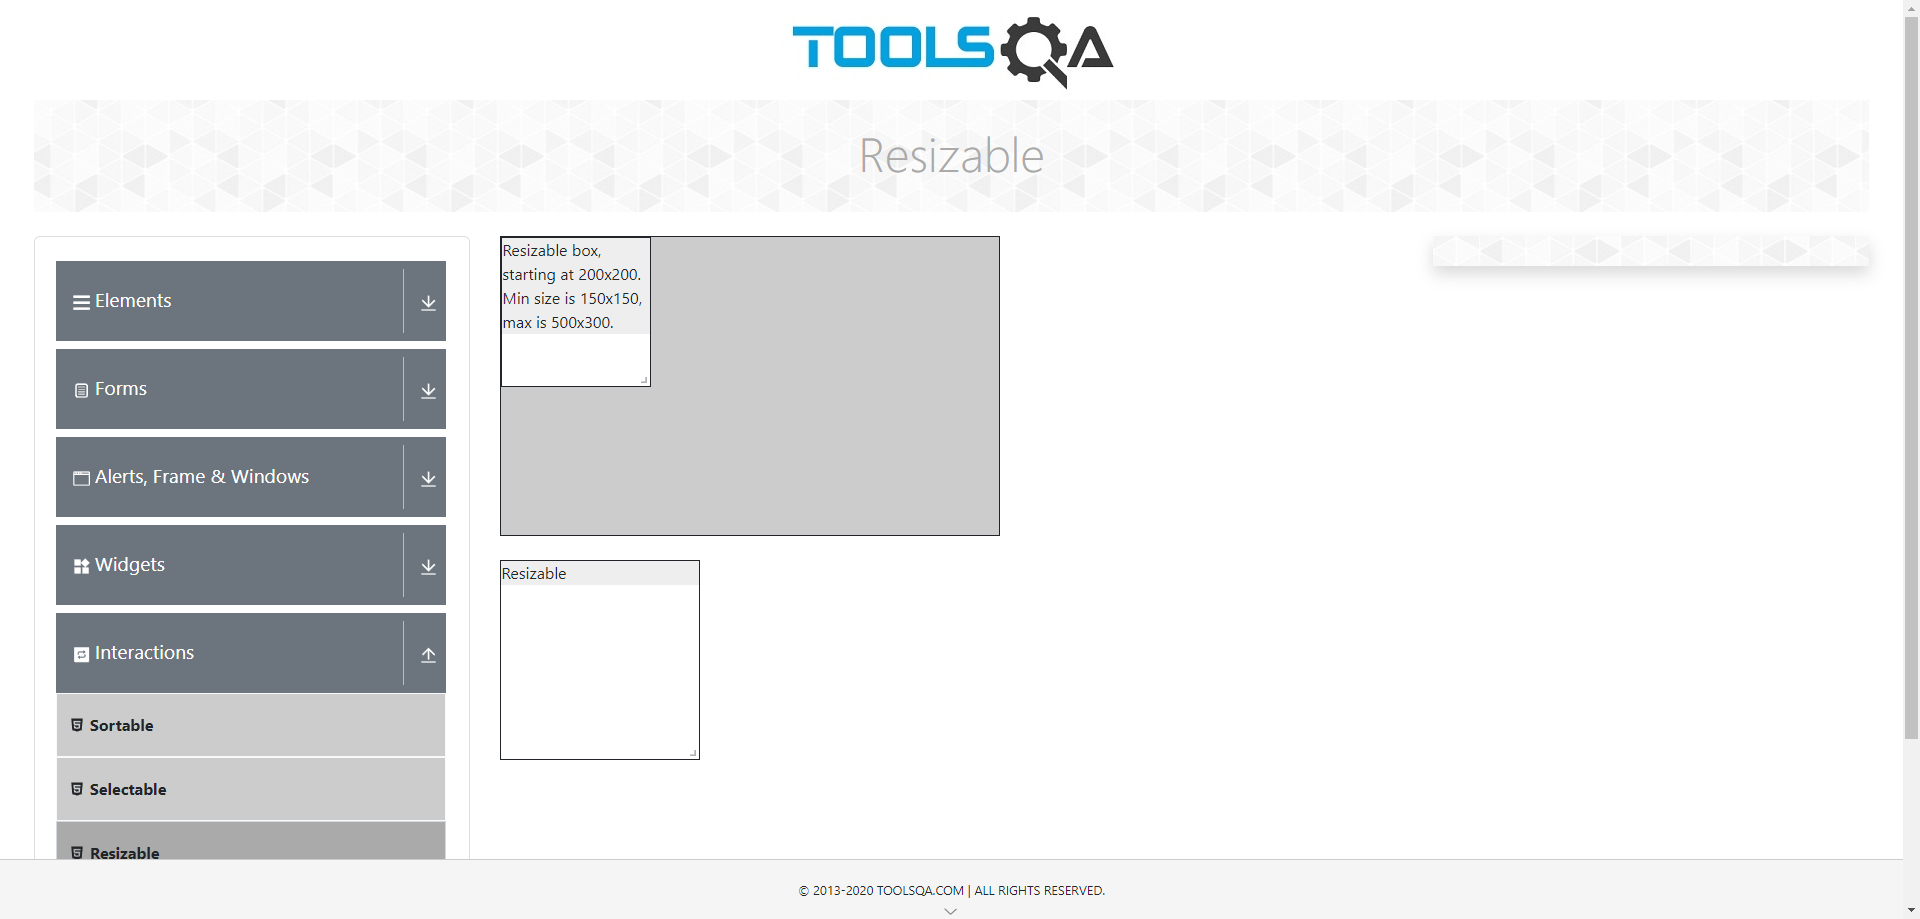 TOOLSQA
Resizable
Elements
Forms
Alerts, Frame & Windows
Widgets
Interactions
Sortable
Selectable
Resizable
Resizable box,
starting at 200x200.
Min size is 150x150,
max is 500x300.
Resizable
© 2013-2020 TOOLSQA.COM | ALL RIGHTS RESERVED.